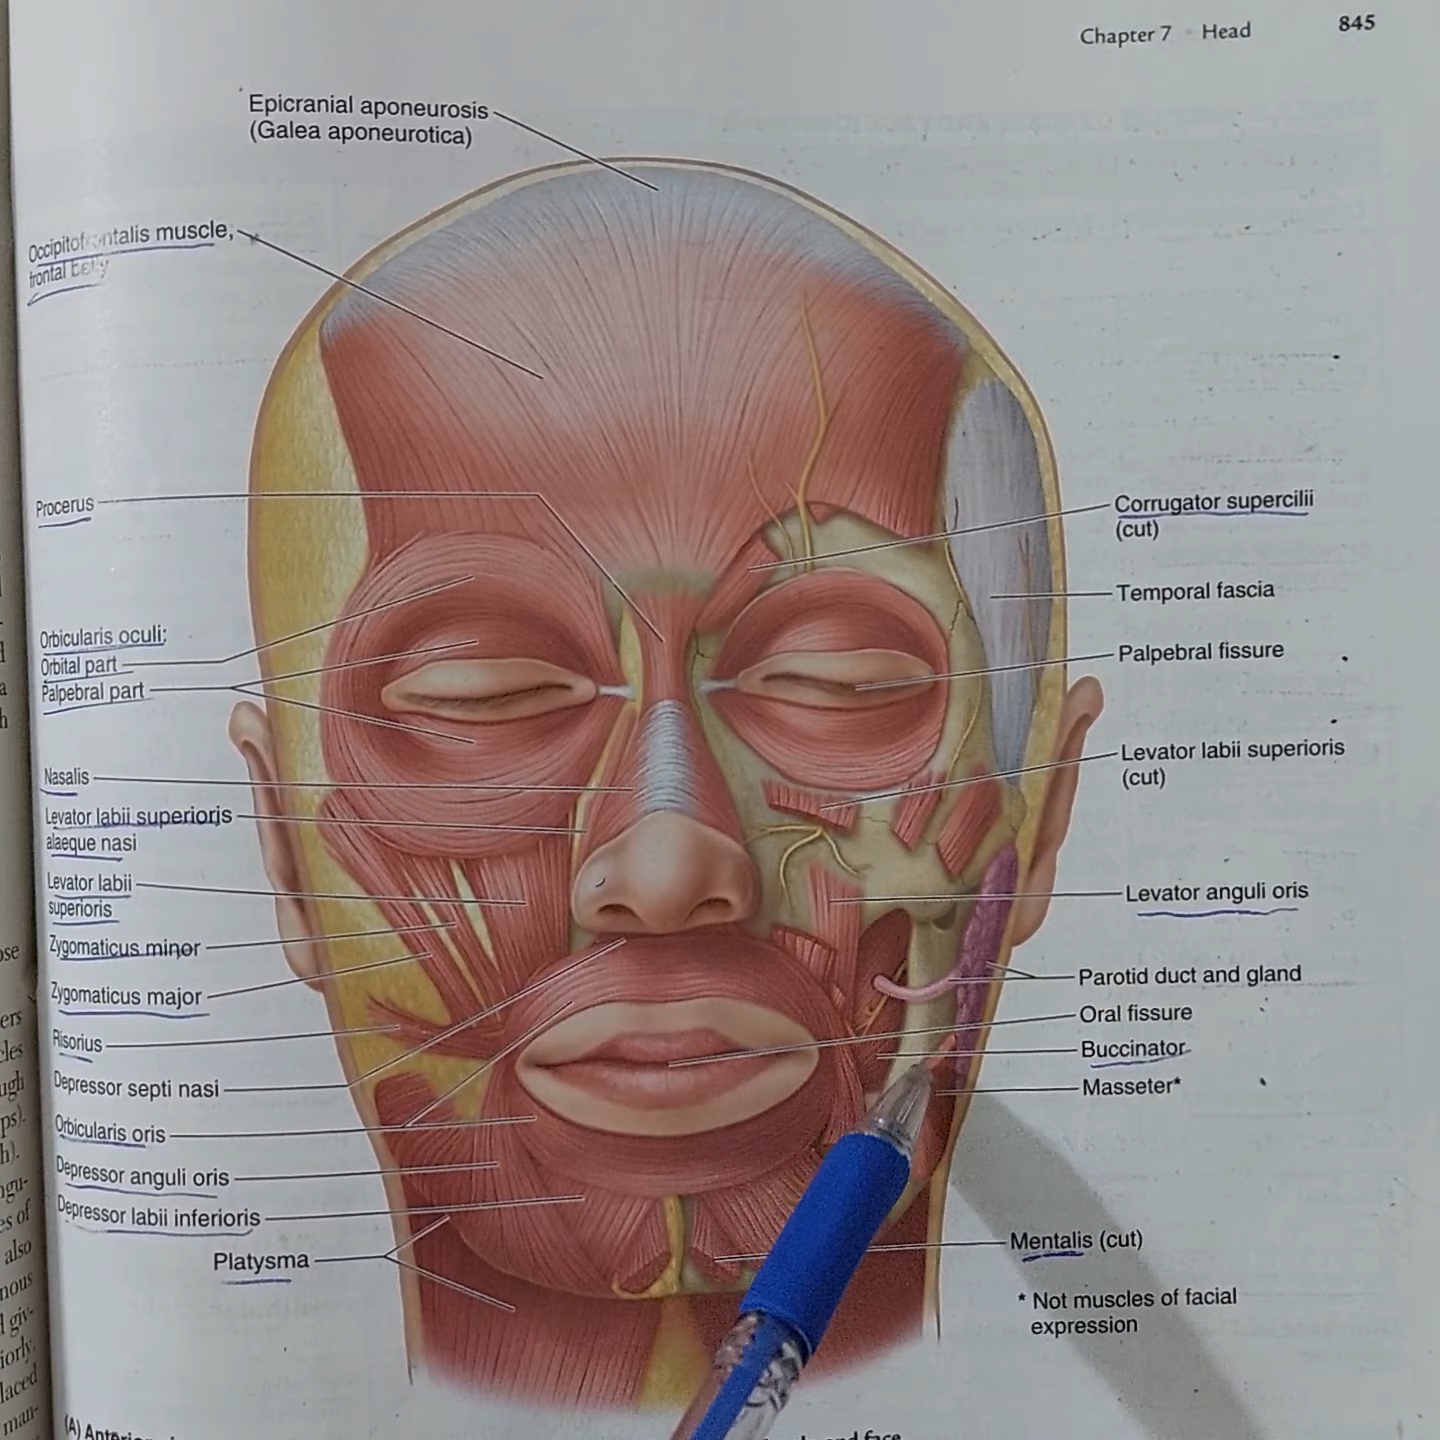 Chapter 7 Head 845
Epicranial aponeurosis
(Galea aponeurotica)
Occipitofrontalis muscle,
frontal belly
Procerus
Orbicularis oculi:
Orbital part
Palpebral part
Nasalis
Levator labii superioris
alaeque nasi
Levator labii
superioris
Zygomaticus minor
Zygomaticus major
Risorius
Depressor septi nasi
Orbicularis oris
Depressor anguli oris
Depressor labii inferioris
Platysma
Corrugator supercilii
(cut)
Temporal fascia
Palpebral fissure
Levator labii superioris
(cut)
Levator anguli oris
Parotid duct and gland
Oral fissure
Buccinator
Masseter*
Mentalis (cut)
* Not muscles of facial
expression
also
(A)
face